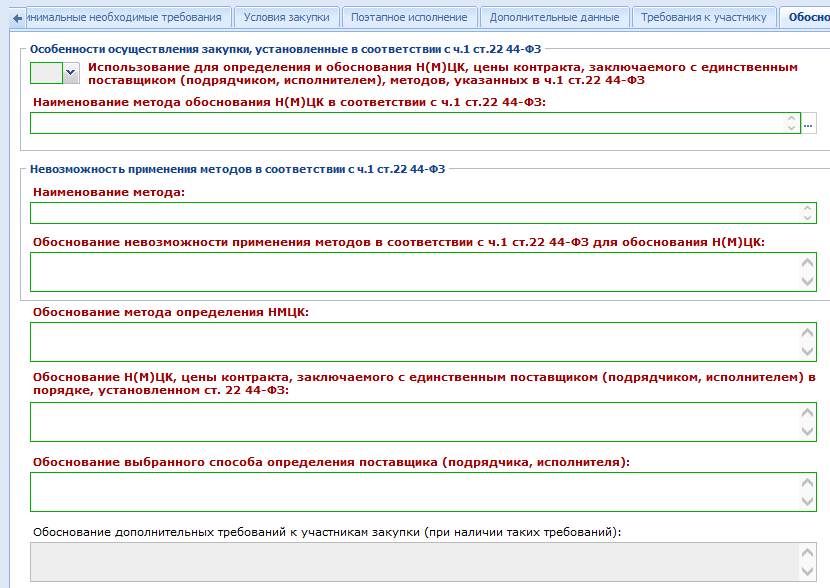 нимальные необходимые требования Условия закупки Поэтапное исполнение Дополнительные данные Требования к участнику Обосно
Особенности осуществления закупки, установленные в соответствии с ч.1 ст.22 44-ФЗ
Использование для определения и обоснования Н(М)ЦК, цены контракта, заключаемого с единственным
поставщиком (подрядчиком, исполнителем), методов, указанных в ч.1 ст.22 44-ФЗ
Наименование метода обоснования Н(М)ЦК в соответствии с ч.1 ст.22 44-ФЗ:
...
Невозможность применения методов в соответствии с ч.1 ст.22 44-ФЗ
Наименование метода:
Обоснование невозможности применения методов в соответствии с ч.1 ст.22 44-ФЗ для обоснования Н(М)ЦК:
Обоснование метода определения НМЦК:
Обоснование Н(М)ЦК, цены контракта, заключаемого с единственным поставщиком (подрядчиком, исполнителем) в
порядке, установленном ст. 22 44-ФЗ:
Обоснование выбранного способа определения поставщика (подрядчика, исполнителя):
Обоснование дополнительных требований к участникам закупки (при наличии таких требований):